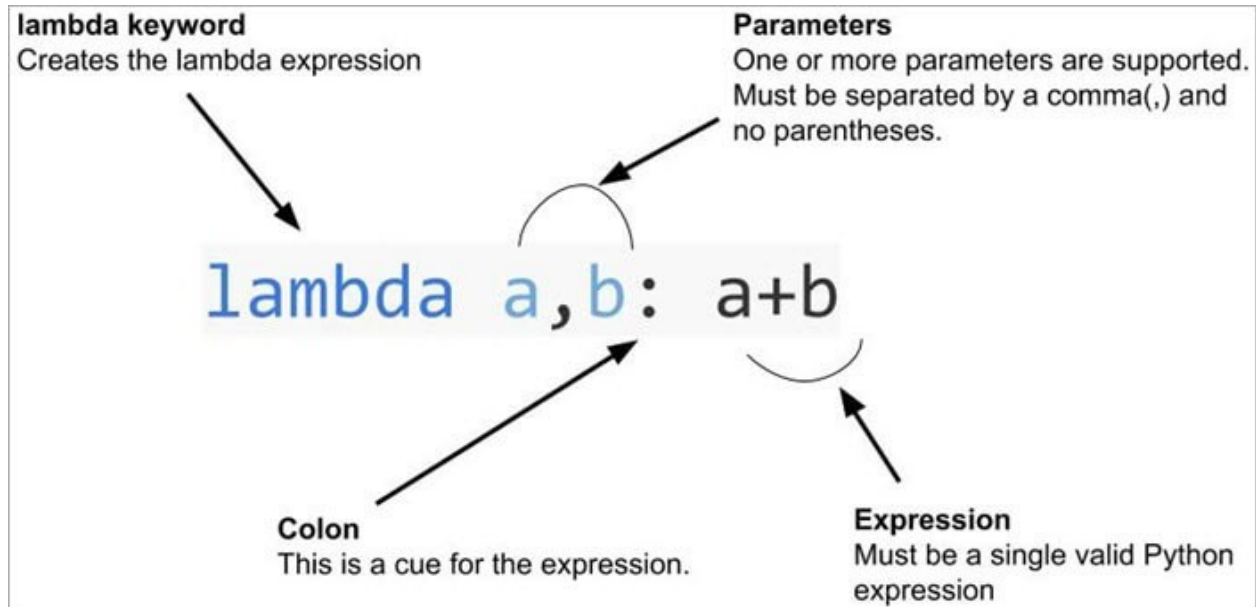 lambda keyword
Creates the lambda expression
Parameters
One or more parameters are supported.
Must be separated by a comma(,) and
no parentheses.
lambda a,b: a+b
Colon
This is a cue for the expression.
Expression
Must be a single valid Python
expression